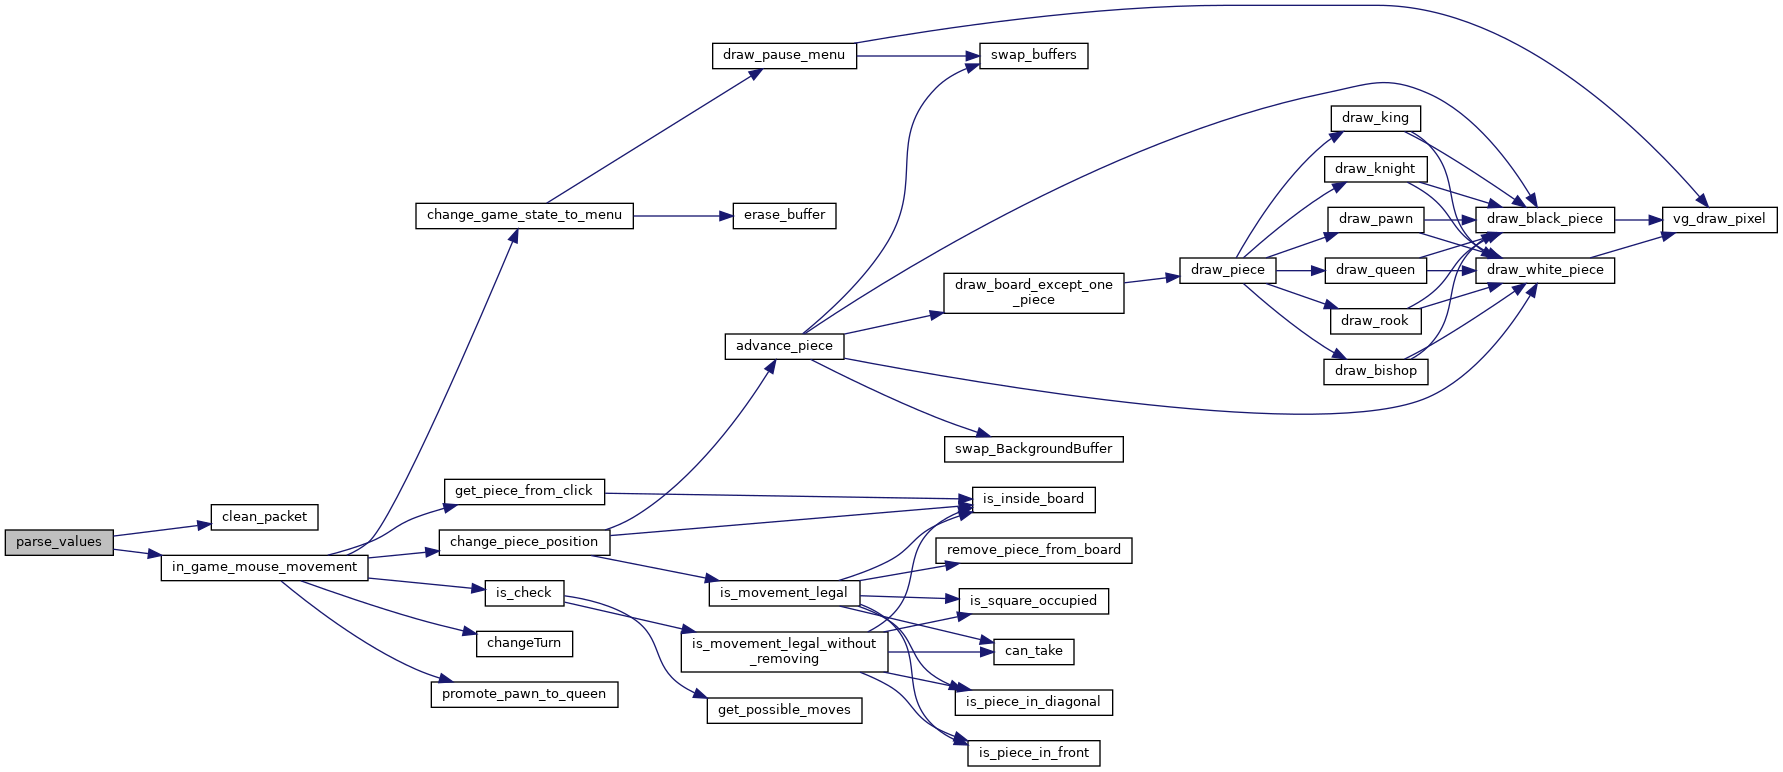 parse_values
clean_packet
in_game_mouse_movement
change_game_state_to_menu
get_piece_from_click
change_piece_position
is_check
changeTurn
promote_pawn_to_queen
draw_pause_menu
erase_buffer
advance_piece
is_movement_legal
is_movement_legal_without
_removing
get_possible_moves
swap_buffers
draw_board_except_one
_piece
swap_BackgroundBuffer
is_inside_board
remove_piece_from_board
is_square_occupied
can_take
is_piece_in_diagonal
is_piece_in_front
draw_piece
draw_king
draw_knight
draw_pawn
draw_queen
draw_rook
draw_bishop
draw_black_piece
draw_white_piece
vg_draw_pixel